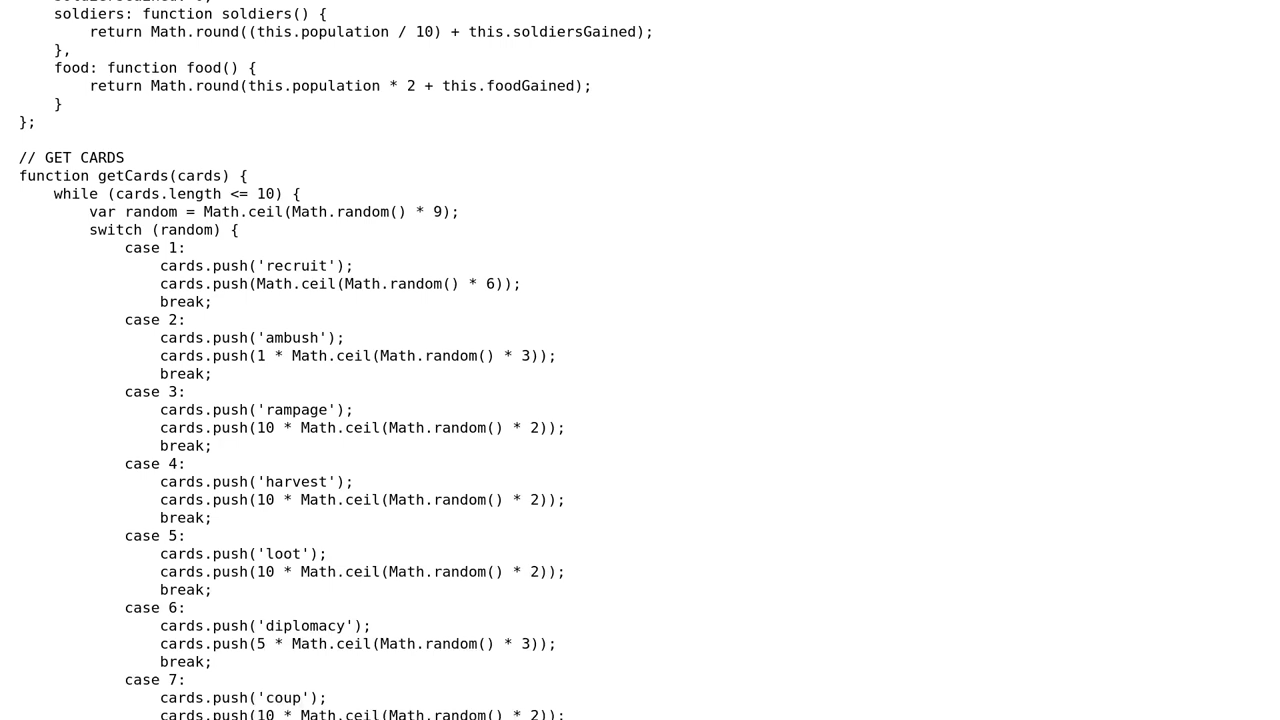 soldiers: function soldiers() {
return Math.round((this.population / 10) + this.soldiersGained);
},
food: function food() {
return Math.round(this.population * 2 + this.foodGained);
}
};
// GET CARDS
function getCards(cards) {
while (cards.length <= 10) {
var random = Math.ceil(Math.random() * 9);
switch (random) {
case 1:
cards.push('recruit');
cards.push(Math.ceil(Math.random() * 6));
break;
case 2:
cards.push('ambush');
cards.push(1 * Math.ceil(Math.random() * 3));
break;
case 3:
cards.push('rampage');
cards.push(10 * Math.ceil(Math.random() * 2));
break;
case 4:
cards.push('harvest');
cards.push(10 * Math.ceil(Math.random() * 2));
break;
case 5:
cards.push('loot');
cards.push(10 * Math.ceil(Math.random() * 2));
break;
case 6:
cards.push('diplomacy');
cards.push(5 * Math.ceil(Math.random() * 3));
break;
case 7:
cards.push('coup');
cards.push(10 * Math.ceil(Math.random() * 2));